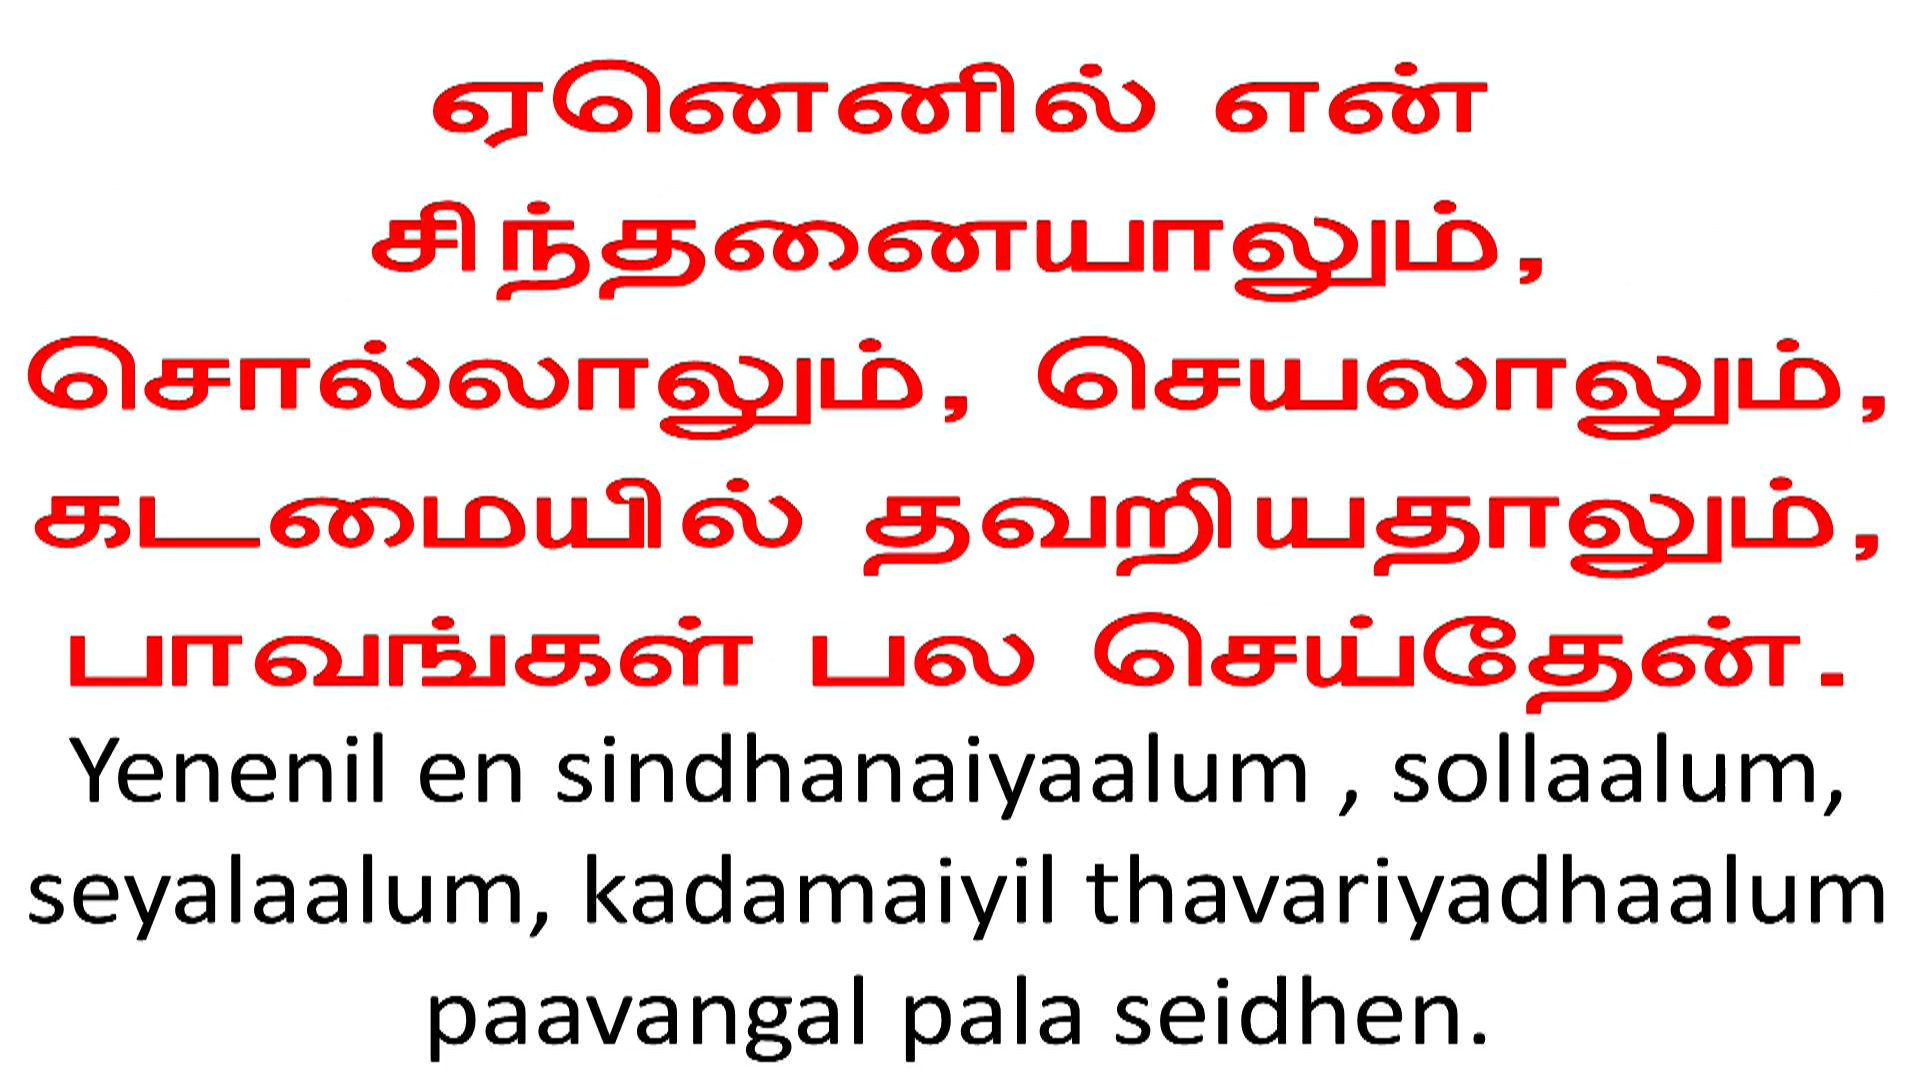 ஏனெனில் என்
சிந்தனையாலும்,
சொல்லாலும், செயலாலும்,
கடமையில் தவறியதாலும்,
பாவங்கள் பல செய்தேன்.
Yenenil en sindhanaiyaalum , sollaalum,
seyalaalum, kadamaiyil thavariyadhaalum
paavangal pala seidhen.